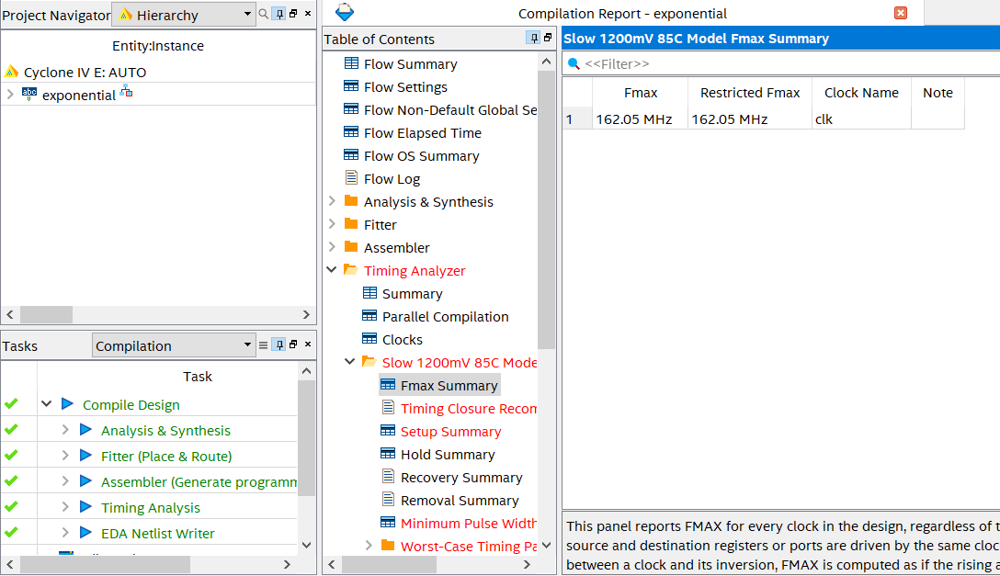 Project Navigator
Hierarchy
Entity:Instance
Cyclone IV E: AUTO
abc
exponential
Tasks
Compilation
Task
Compile Design
Analysis & Synthesis
Fitter (Place & Route)
Assembler (Generate programm
Timing Analysis
EDA Netlist Writer
Compilation Report - exponential
Table of Contents
Flow Summary
Flow Settings
Flow Non-Default Global Se
Flow Elapsed Time
Flow OS Summary
Flow Log
Analysis & Synthesis
Fitter
Assembler
Timing Analyzer
Summary
Parallel Compilation
Clocks
Slow 1200mV 85C Mode
Fmax Summary
Timing Closure Recom
Setup Summary
Hold Summary
Recovery Summary
Removal Summary
Minimum Pulse Width
Worst-Case Timing Pa
Slow 1200mV 85C Model Fmax Summary
<<Filter>>
Fmax Restricted Fmax Clock Name Note
1 162.05 MHz 162.05 MHz clk
This panel reports FMAX for every clock in the design, regardless of t
source and destination registers or ports are driven by the same cloc
between a clock and its inversion, FMAX is computed as if the rising a